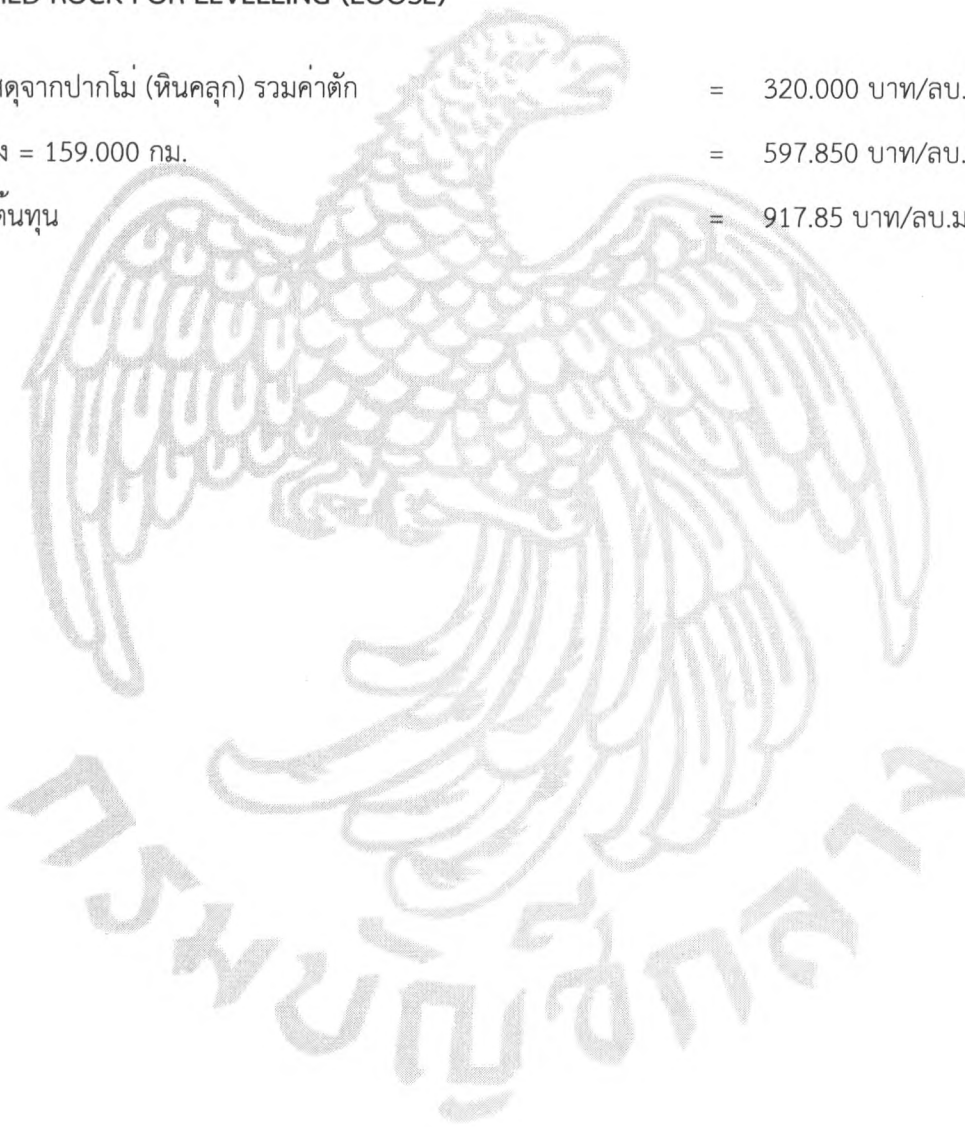 FOR LEVELLING (LOOSE)
สดุจากปากโม่ (หินคลุก) รวมค่าตัก = 320.000 บาท/ลบ.
ง = 159.000 กม. = 597.850 บาท/ลบ.
ต้นทุน = 917.85 บาท/ลบ.ม
กรมบัญชีกลาง